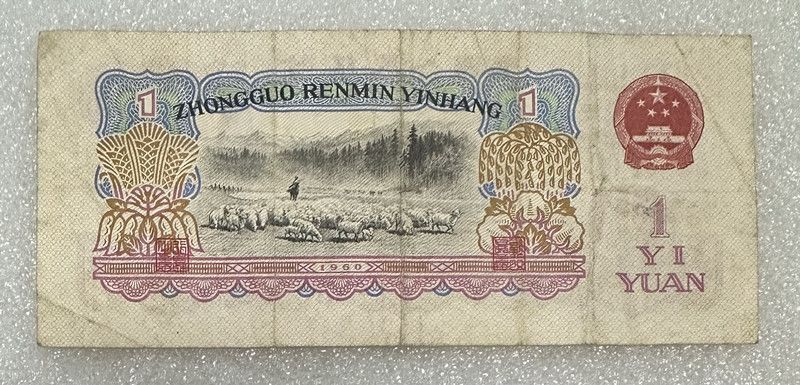 ZHONGGUO RENMIN YINHANG
1
1
1960
1
YI
YUAN